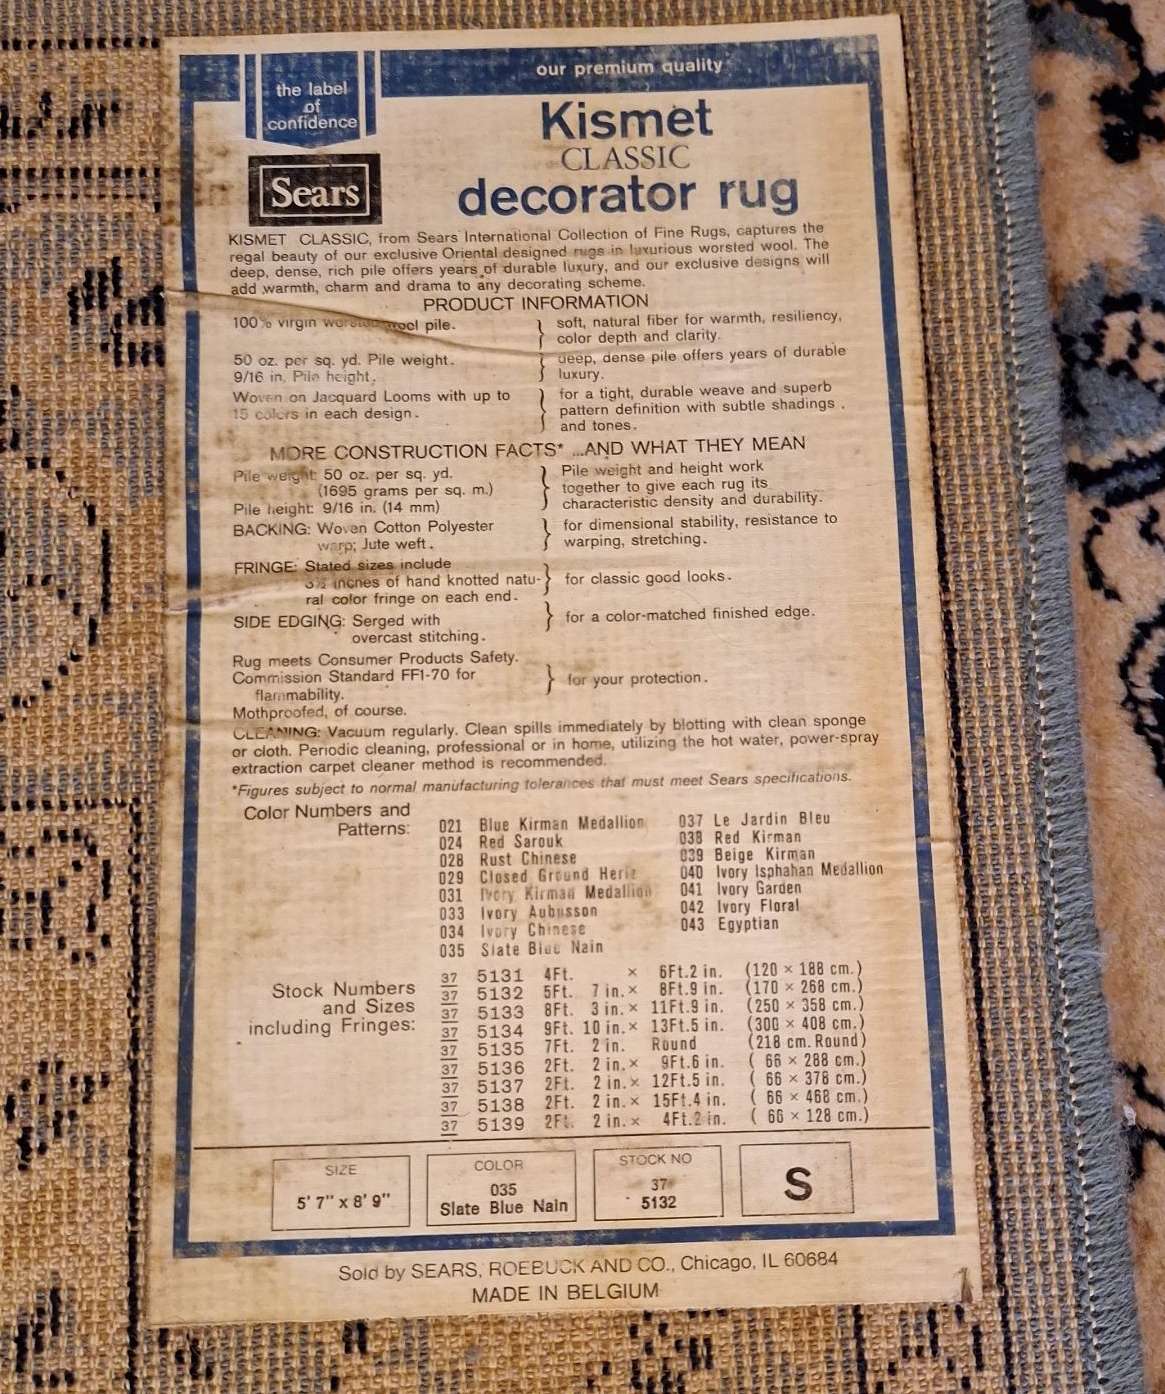 our premium quality
the label
of
confidence
Sears
Kismet
CLASSIC
decorator rug
KISMET CLASSIC, from Sears International Collection of Fine Rugs, captures the
regal beauty of our exclusive Oriental designed rugs in luxurious worsted wool. The
deep, dense, rich pile offers years of durable luxury, and our exclusive designs will
add warmth, charm and drama to any decorating scheme.
PRODUCT INFORMATION
100% virgin worsted wool pile. } soft, natural fiber for warmth, resiliency,
color depth and clarity.
50 oz. per sq. yd. Pile weight. } deep, dense pile offers years of durable
9/16 in. Pile height. luxury.
Woven on Jacquard Looms with up to } for a tight, durable weave and superb
15 colors in each design. pattern definition with subtle shadings .
and tones.
MORE CONSTRUCTION FACTS* ...AND WHAT THEY MEAN
Pile weight: 50 oz. per sq. yd. } Pile weight and height work
(1695 grams per sq. m.) together to give each rug its
Pile height: 9/16 in. (14 mm) characteristic density and durability.
BACKING: Woven Cotton Polyester } for dimensional stability, resistance to
warp; Jute weft. warping, stretching.
FRINGE: Stated sizes include
3½ inches of hand knotted natu- } for classic good looks.
ral color fringe on each end.
SIDE EDGING: Serged with } for a color-matched finished edge.
overcast stitching.
Rug meets Consumer Products Safety.
Commission Standard FF1-70 for } for your protection.
flammability.
Mothproofed, of course.
CLEANING: Vacuum regularly. Clean spills immediately by blotting with clean sponge
or cloth. Periodic cleaning, professional or in home, utilizing the hot water, power-spray
extraction carpet cleaner method is recommended.
*Figures subject to normal manufacturing tolerances that must meet Sears specifications.
Color Numbers and
Patterns:
021 Blue Kirman Medallion
024 Red Sarouk
028 Rust Chinese
029 Closed Ground Heriz
031 Ivory Kirman Medallion
033 Ivory Aubusson
034 Ivory Chinese
035 Slate Blue Nain
037 Le Jardin Bleu
038 Red Kirman
039 Beige Kirman
040 Ivory Isphahan Medallion
041 Ivory Garden
042 Ivory Floral
043 Egyptian
Stock Numbers
and Sizes
including Fringes:
37 5131 4Ft. × 6Ft.2 in. (120 × 188 cm.)
37 5132 5Ft. 7 in. × 8Ft.9 in. (170 × 268 cm.)
37 5133 8Ft. 3 in. × 11Ft.9 in. (250 × 358 cm.)
37 5134 9Ft. 10 in. × 13Ft.5 in. (300 × 408 cm.)
37 5135 7Ft. 2 in. Round (218 cm. Round)
37 5136 2Ft. 2 in. × 9Ft.6 in. ( 66 × 288 cm.)
37 5137 2Ft. 2 in. × 12Ft.5 in. ( 66 × 378 cm.)
37 5138 2Ft. 2 in. × 15Ft.4 in. ( 66 × 468 cm.)
37 5139 2Ft. 2 in. × 4Ft.2 in. ( 66 × 128 cm.)
SIZE
5' 7" x 8' 9"
COLOR
035
Slate Blue Nain
STOCK NO
37
5132
S
Sold by SEARS, ROEBUCK AND CO., Chicago, IL 60684
MADE IN BELGIUM